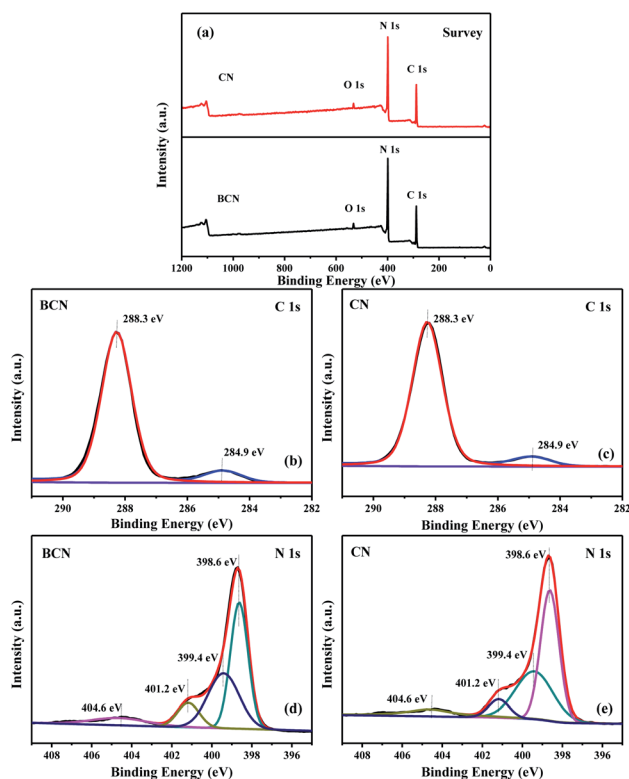 (a)
N 1s
Survey
CN
C 1s
O 1s
N 1s
BCN
C 1s
O 1s
Intensity (a.u.)
1200 1000 800 600 400 200 0
Binding Energy (eV)
BCN
C 1s
288.3 eV
284.9 eV
(b)
Intensity (a.u.)
290 288 286 284 282
Binding Energy (eV)
CN
C 1s
288.3 eV
284.9 eV
(c)
Intensity (a.u.)
290 288 286 284 282
Binding Energy (eV)
BCN
N 1s
398.6 eV
399.4 eV
401.2 eV
404.6 eV
(d)
Intensity (a.u.)
408 406 404 402 400 398 396
Binding Energy (eV)
CN
N 1s
398.6 eV
399.4 eV
401.2 eV
404.6 eV
(e)
Intensity (a.u.)
408 406 404 402 400 398 396
Binding Energy (eV)